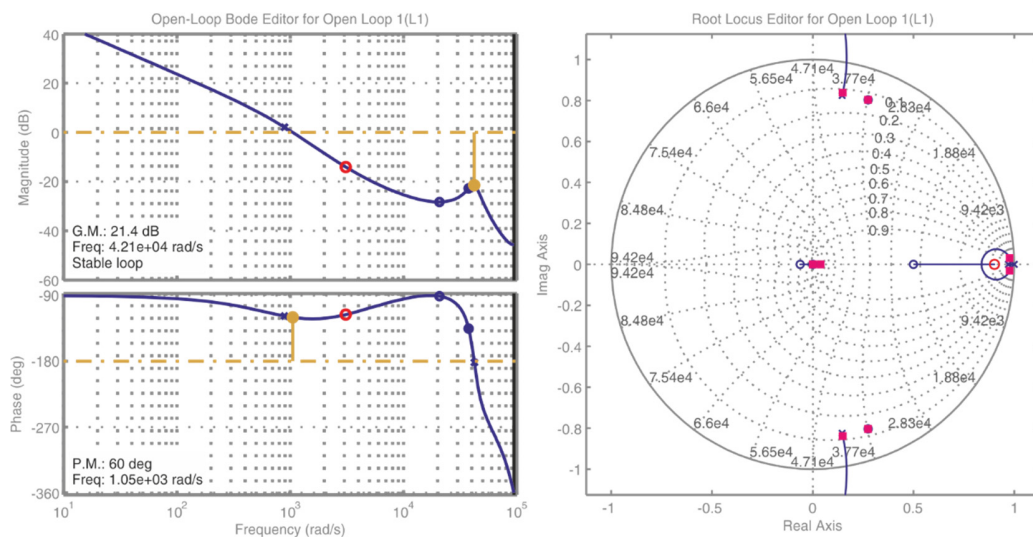 Open-Loop Bode Editor for Open Loop 1(L1)
40
20
0
-20
-40
-60
Magnitude (dB)
G.M.: 21.4 dB
Freq: 4.21e+04 rad/s
Stable loop
-90
-180
-270
-360
Phase (deg)
P.M.: 60 deg
Freq: 1.05e+03 rad/s
10^1
10^2
10^3
10^4
10^5
Frequency (rad/s)
Root Locus Editor for Open Loop 1(L1)
1
0.8
0.6
0.4
0.2
0
-0.2
-0.4
-0.6
-0.8
-1
Imag Axis
4.71e4
5.65e4
3.77e4
6.6e4
0.1
2.83e4
0.2
7.54e4
0.3
1.88e4
0.4
0.5
0.6
0.7
8.48e4
0.8
9.42e3
0.9
9.42e4
9.42e4
8.48e4
9.42e3
7.54e4
1.88e4
6.6e4
2.83e4
5.65e4
3.77e4
4.71e4
-1
-0.5
0
0.5
1
Real Axis